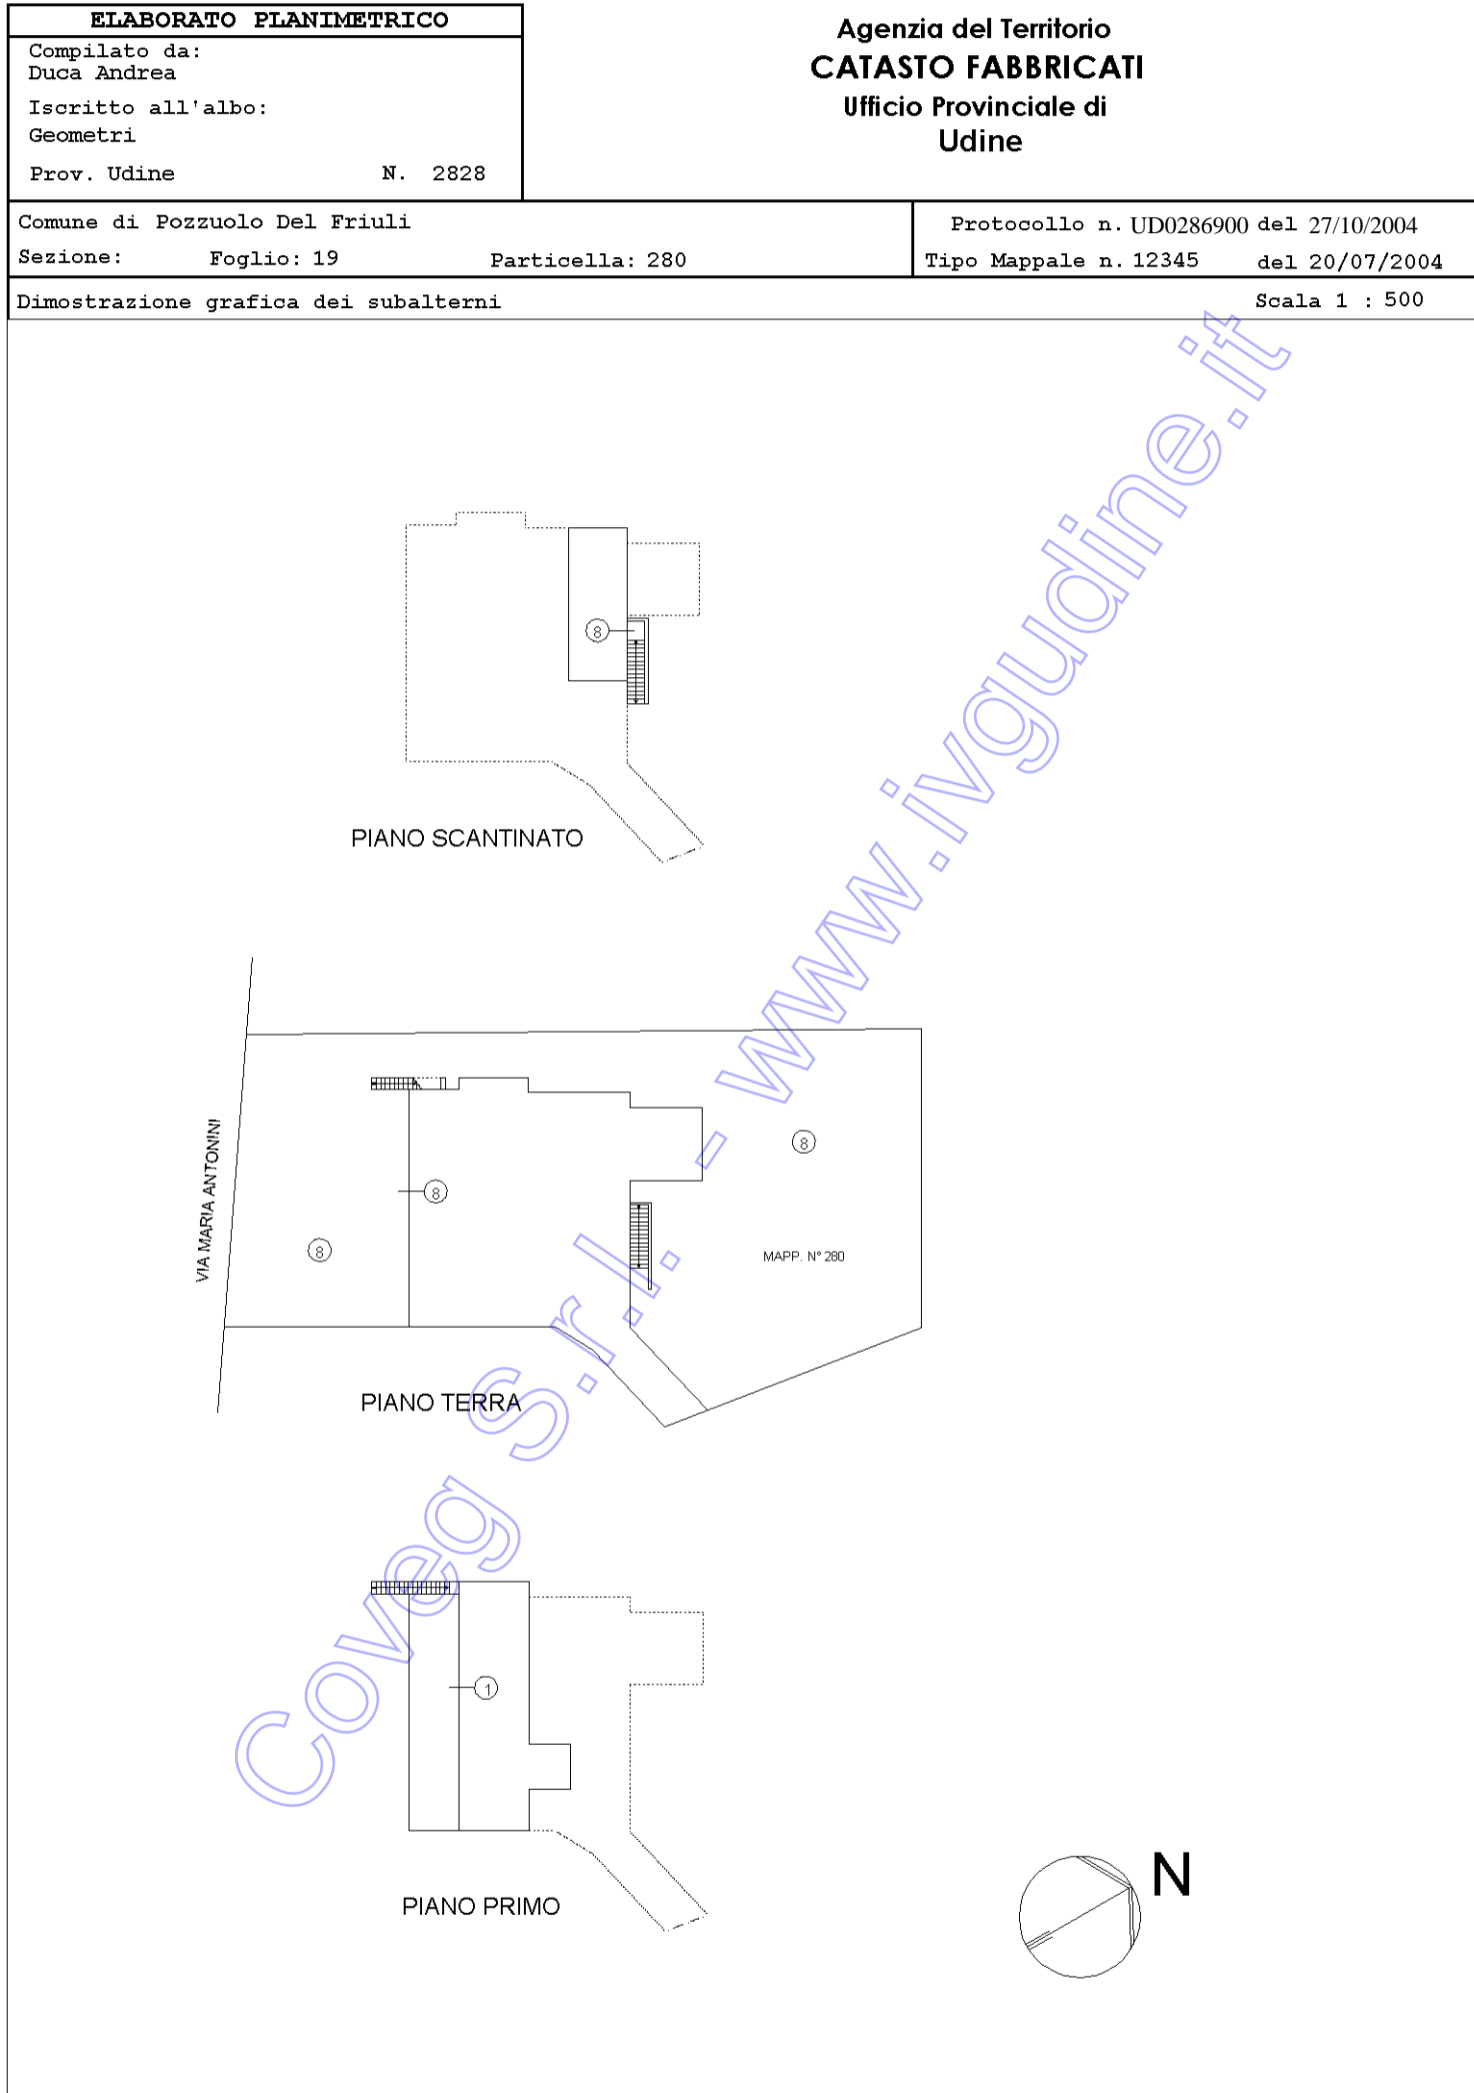 ELABORATO PLANIMETRICO
Compilato da:
Duca Andrea
Iscritto all'albo:
Geometri
Prov. Udine N. 2828
Agenzia del Territorio
CATASTO FABBRICATI
Ufficio Provinciale di
Udine
Comune di Pozzuolo Del Friuli
Sezione: Foglio: 19 Particella: 280
Protocollo n. UD0286900 del 27/10/2004
Tipo Mappale n. 12345 del 20/07/2004
Dimostrazione grafica dei subalterni Scala 1 : 500
8
PIANO SCANTINATO
VIA MARIA ANTONINI
8
8
8
MAPP. N° 280
PIANO TERRA
1
PIANO PRIMO
N
Coveg S.r.l. - www.ivgudine.it